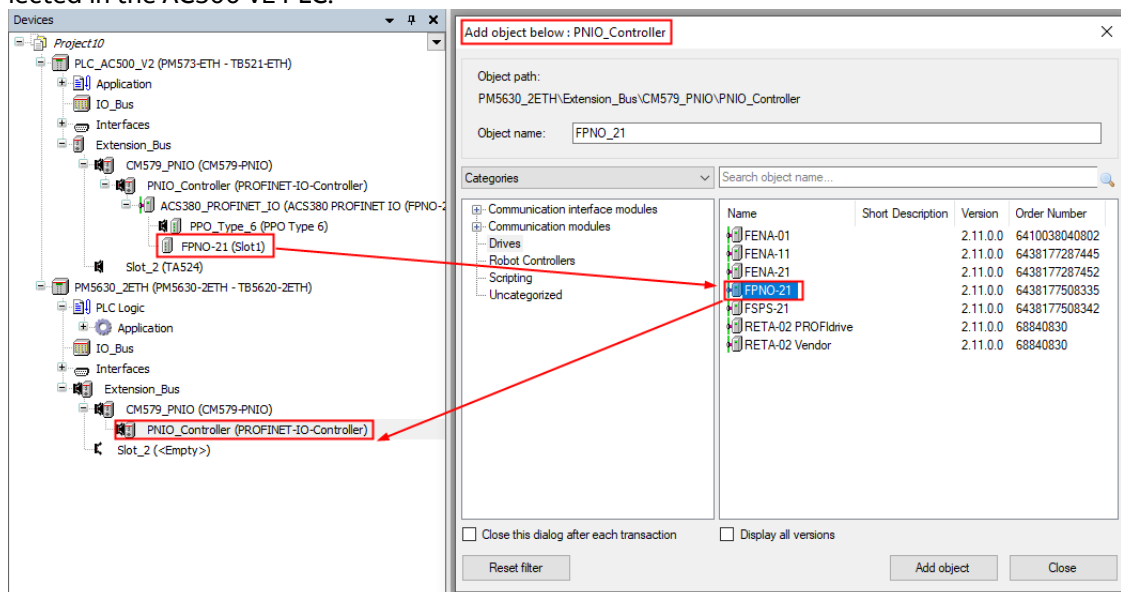 lected in the AC500 V2 PLC.
Devices
Project10
PLC_AC500_V2 (PM573-ETH - TB521-ETH)
Application
IO_Bus
Interfaces
Extension_Bus
CM579_PNIO (CM579-PNIO)
PNIO_Controller (PROFINET-IO-Controller)
ACS380_PROFINET_IO (ACS380 PROFINET IO (FPNO-2
PPO_Type_6 (PPO Type 6)
FPNO-21 (Slot1)
Slot_2 (TA524)
PM5630_2ETH (PM5630-2ETH - TB5620-2ETH)
PLC Logic
Application
IO_Bus
Interfaces
Extension_Bus
CM579_PNIO (CM579-PNIO)
PNIO_Controller (PROFINET-IO-Controller)
Slot_2 (<Empty>)
Add object below : PNIO_Controller
Object path:
PM5630_2ETH\Extension_Bus\CM579_PNIO\PNIO_Controller
Object name: FPNO_21
Categories
Search object name...
Communication interface modules
Communication modules
Drives
Robot Controllers
Scripting
Uncategorized
Name Short Description Version Order Number
FENA-01 2.11.0.0 6410038040802
FENA-11 2.11.0.0 6438177287445
FENA-21 2.11.0.0 6438177287452
FPNO-21 2.11.0.0 6438177508335
FSPS-21 2.11.0.0 6438177508342
RETA-02 PROFIdrive 2.11.0.0 68840830
RETA-02 Vendor 2.11.0.0 68840830
Close this dialog after each transaction
Display all versions
Reset filter
Add object
Close